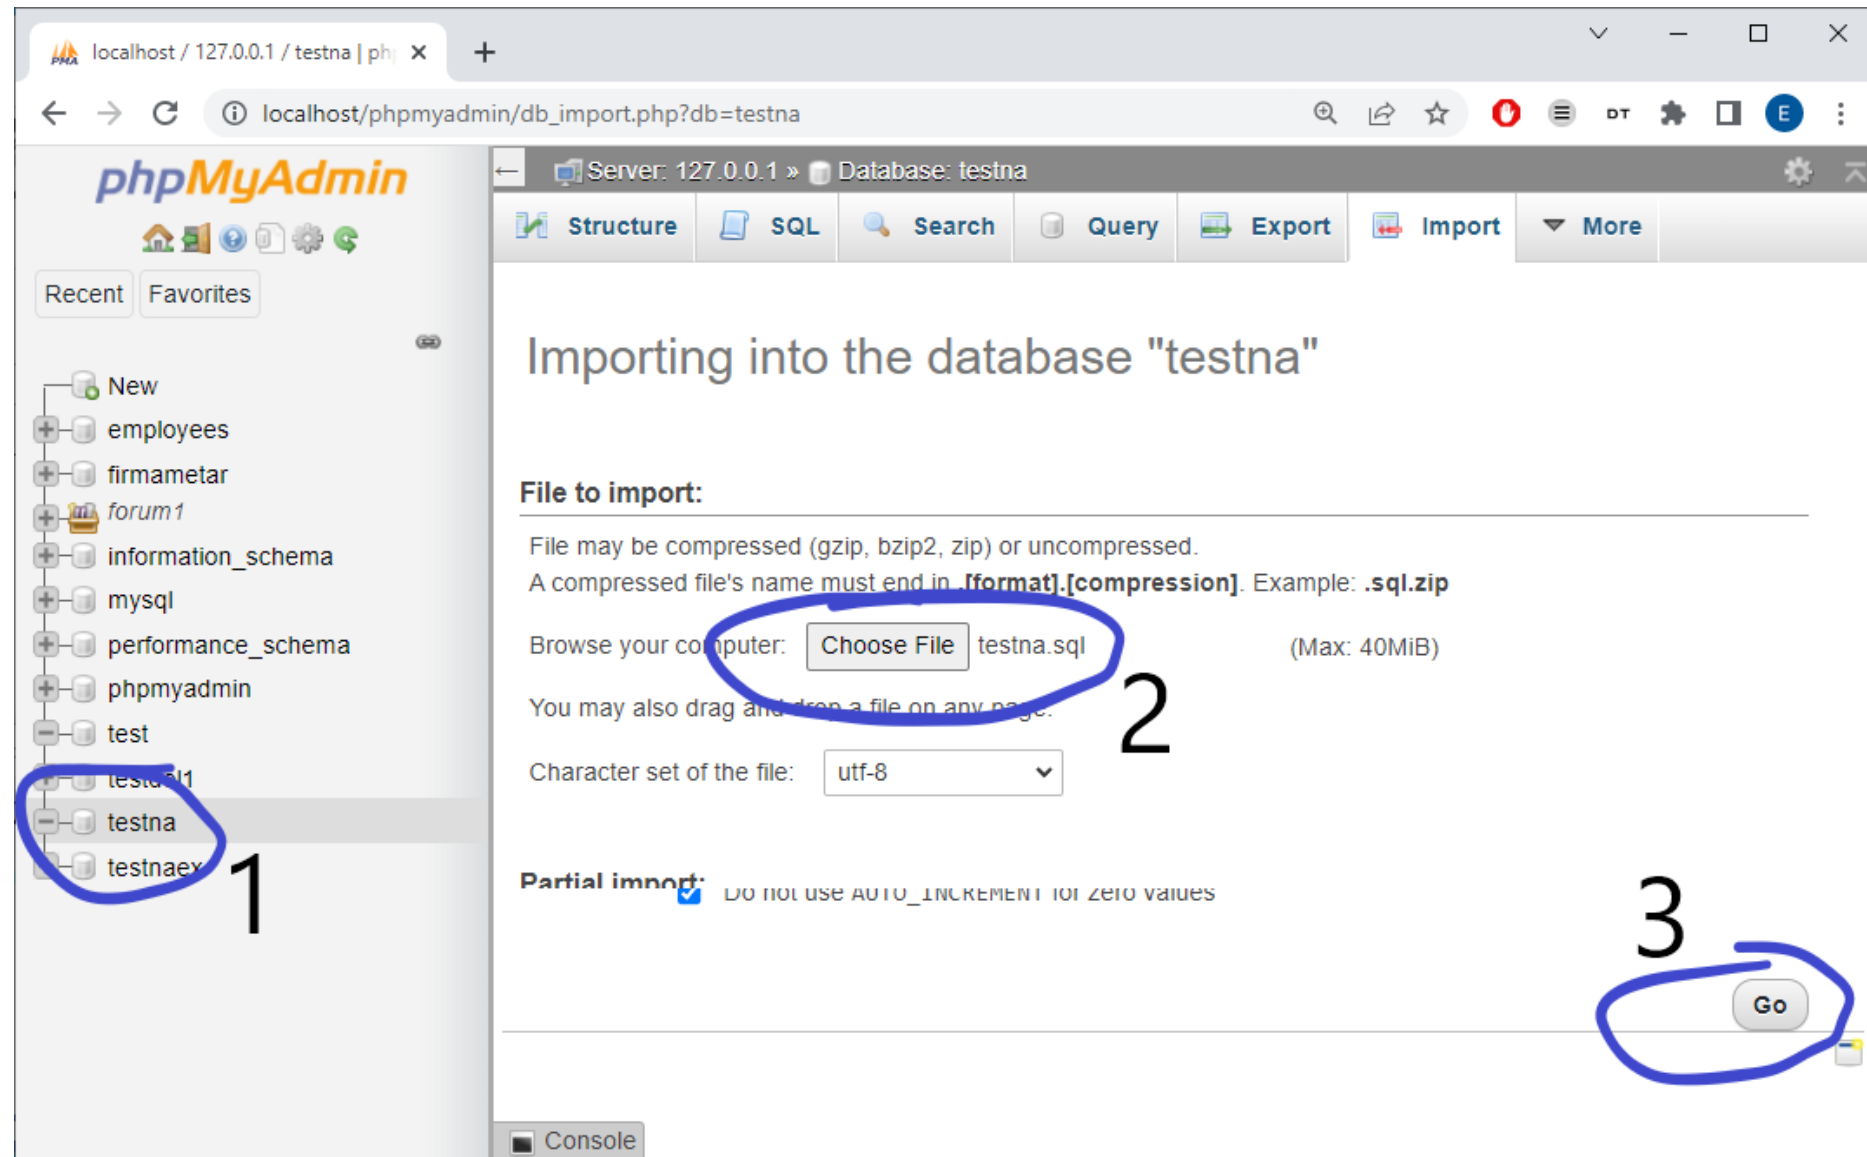 localhost / 127.0.0.1 / testna | ph
localhost/phpmyadmin/db_import.php?db=testna
DT
E
phpMyAdmin
Recent Favorites
New
employees
firmametar
forum1
information_schema
mysql
performance_schema
phpmyadmin
test
testna
testnaex
1
Server: 127.0.0.1 » Database: testna
Structure SQL Search Query Export Import More
Importing into the database "testna"
File to import:
File may be compressed (gzip, bzip2, zip) or uncompressed.
A compressed file's name must end in .[format].[compression]. Example: .sql.zip
Browse your computer: Choose File testna.sql (Max: 40MiB)
2
You may also drag and drop a file on any page.
Character set of the file: utf-8
Partial import:
Do not use AUTO_INCREMENT for zero values
3
Go
Console